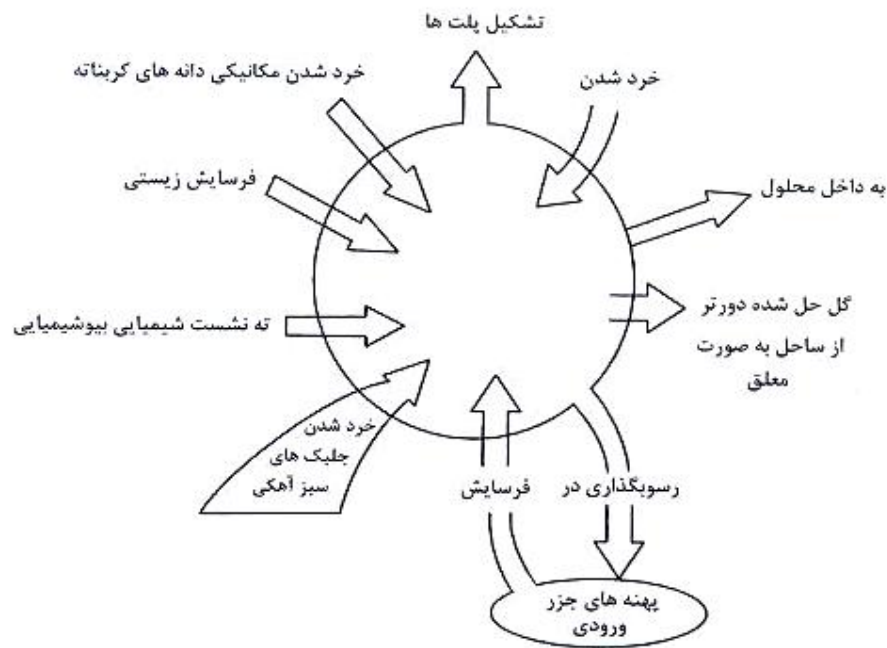 تشکیل پلت ها
خرد شدن مکانیکی دانه های کربناته
خرد شدن
فرسایش زیستی
به داخل محلول
گل حل شده دورتر
از ساحل به صورت
معلق
ته نشست شیمیایی بیوشیمیایی
خرد شدن
جلبک های
سبز آهکی
فرسایش
رسوبگذاری در
پهنه های جزر
ورودی